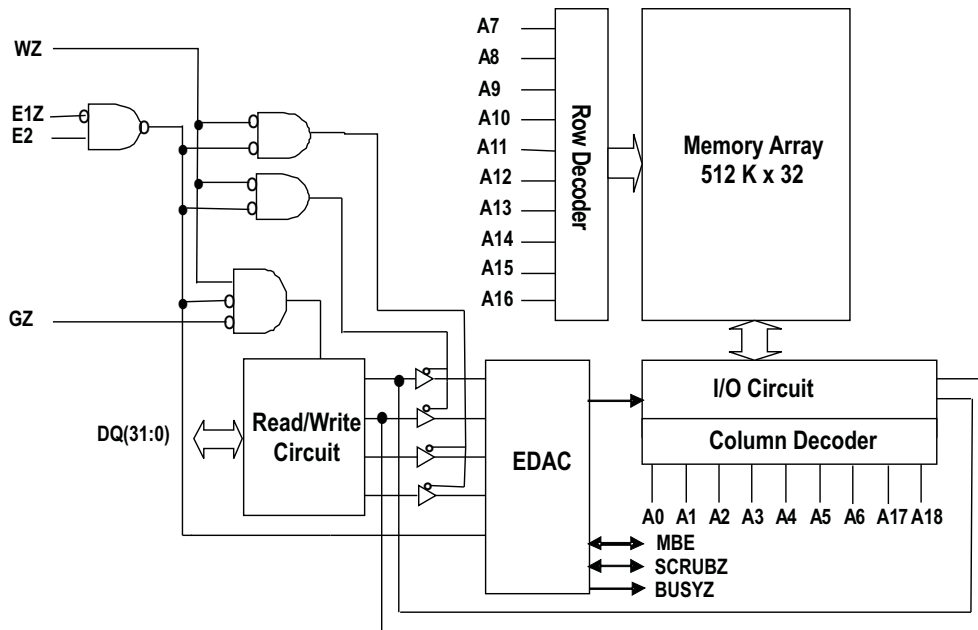 WZ
E1Z
E2
GZ
A7
A8
A9
A10
A11
A12
A13
A14
A15
A16
Row Decoder
Memory Array
512 K x 32
DQ(31:0)
Read/Write
Circuit
EDAC
I/O Circuit
Column Decoder
A0 A1 A2 A3 A4 A5 A6 A17 A18
MBE
SCRUBZ
BUSYZ